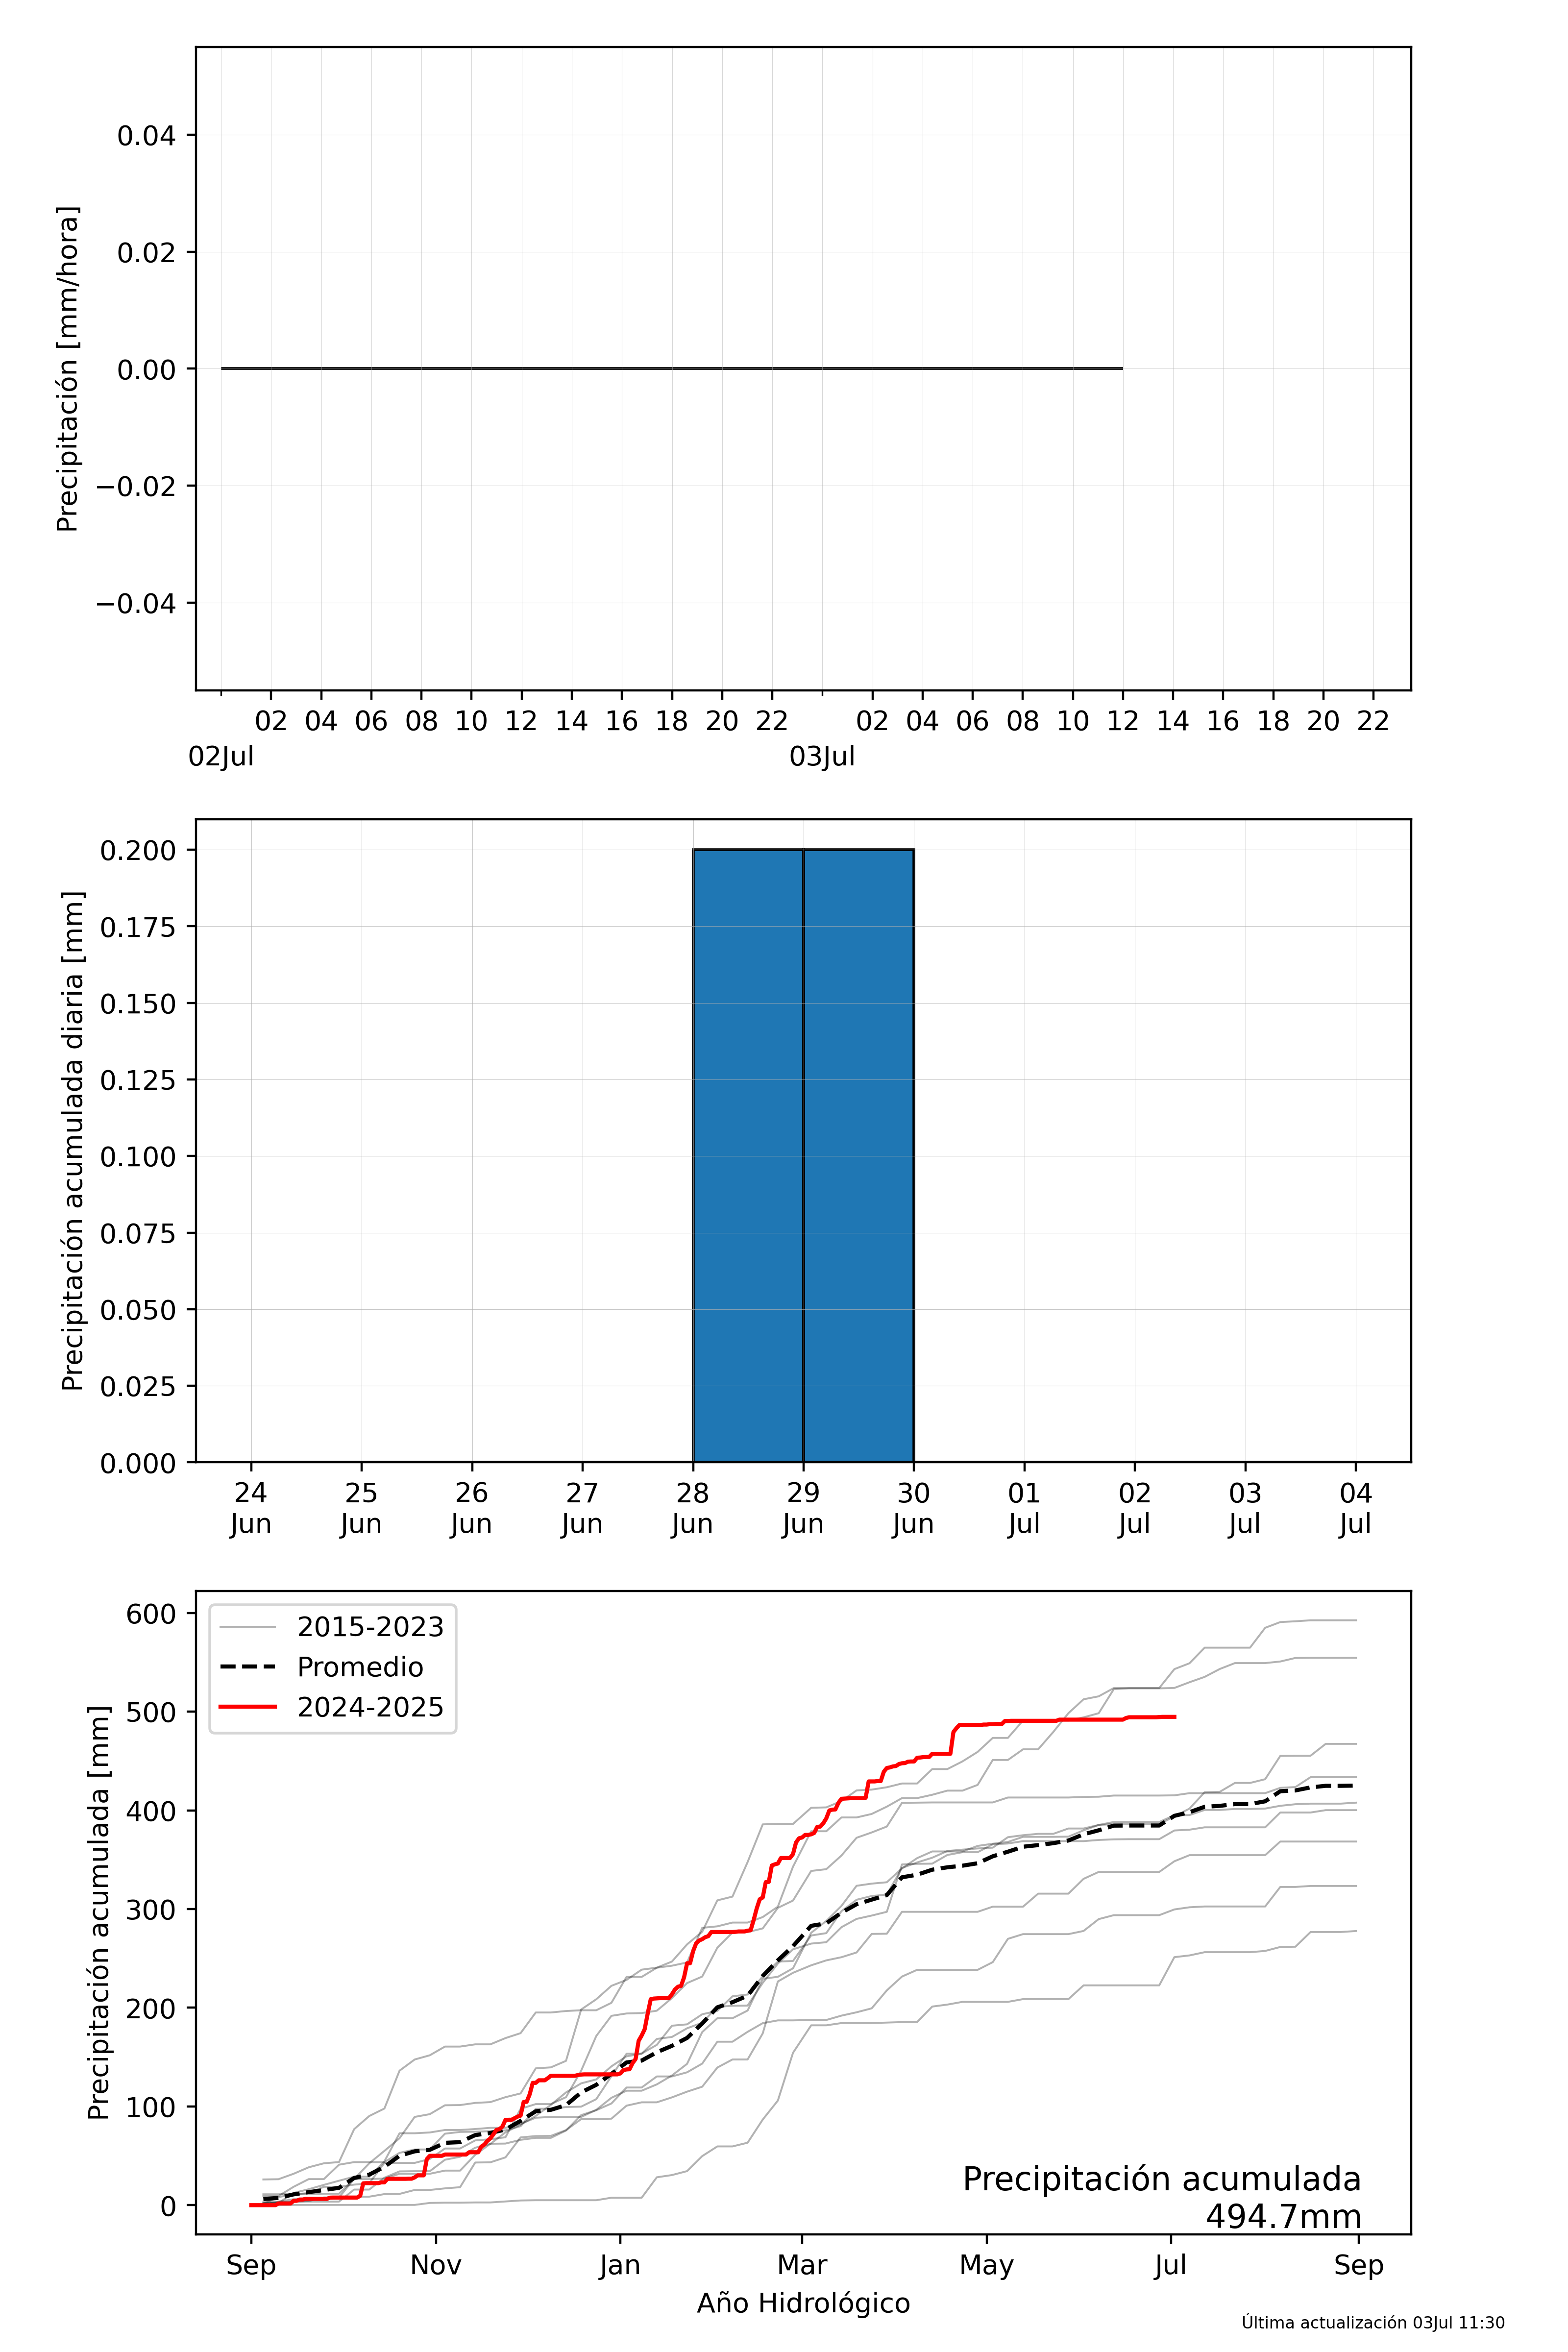 Precipitación [mm/hora]
0.04
0.02
0.00
−0.02
−0.04
02 04 06 08 10 12 14 16 18 20 22 02 04 06 08 10 12 14 16 18 20 22
02Jul 03Jul
Precipitación acumulada diaria [mm]
0.200
0.175
0.150
0.125
0.100
0.075
0.050
0.025
0.000
24 25 26 27 28 29 30 01 02 03 04
Jun Jun Jun Jun Jun Jun Jun Jul Jul Jul Jul
Precipitación acumulada [mm]
600
500
400
300
200
100
0
2015-2023
Promedio
2024-2025
Precipitación acumulada
494.7mm
Sep Nov Jan Mar May Jul Sep
Año Hidrológico
Última actualización 03Jul 11:30